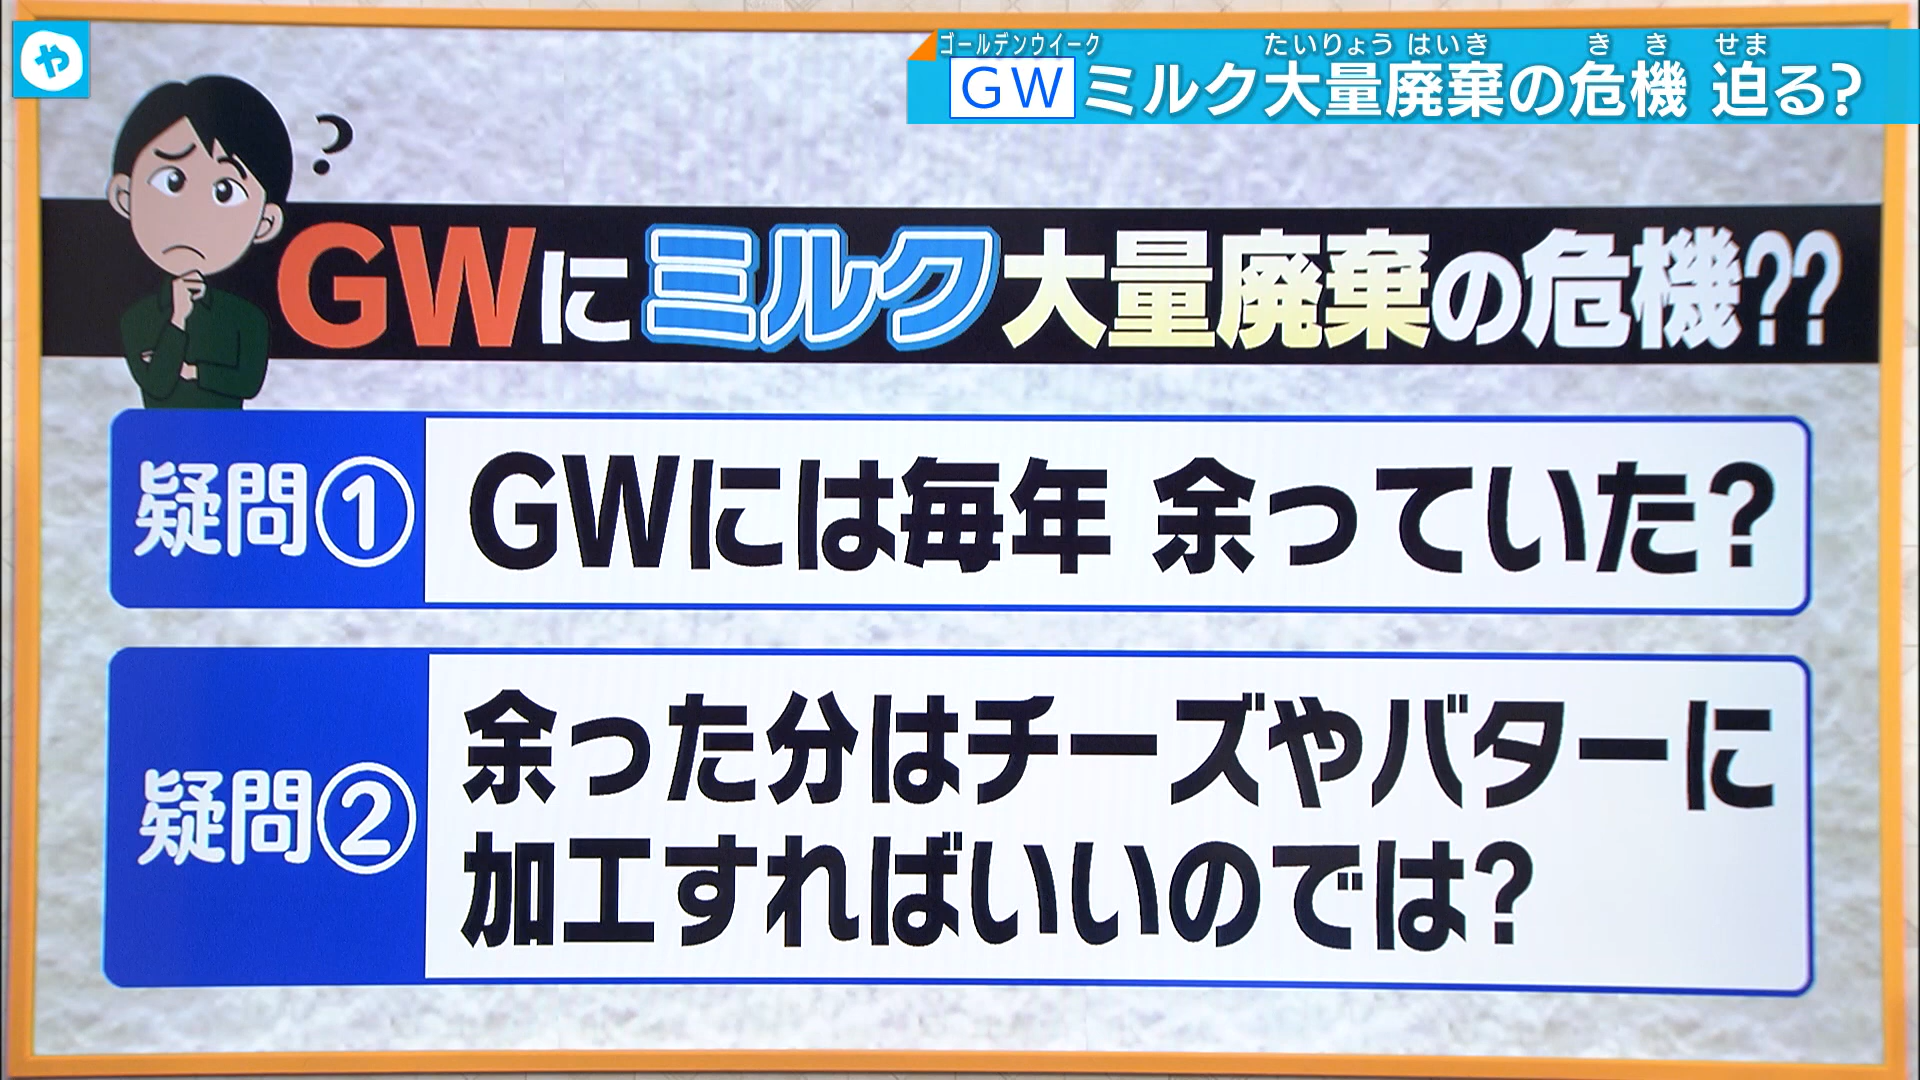 や
ゴールデンウイーク たいりょう はいき きき せま
GWミルク大量廃棄の危機 迫る?
?
GWにミルク大量廃棄の危機??
疑問① GWには毎年 余っていた?
疑問② 余った分はチーズやバターに
加工すればいいのでは?